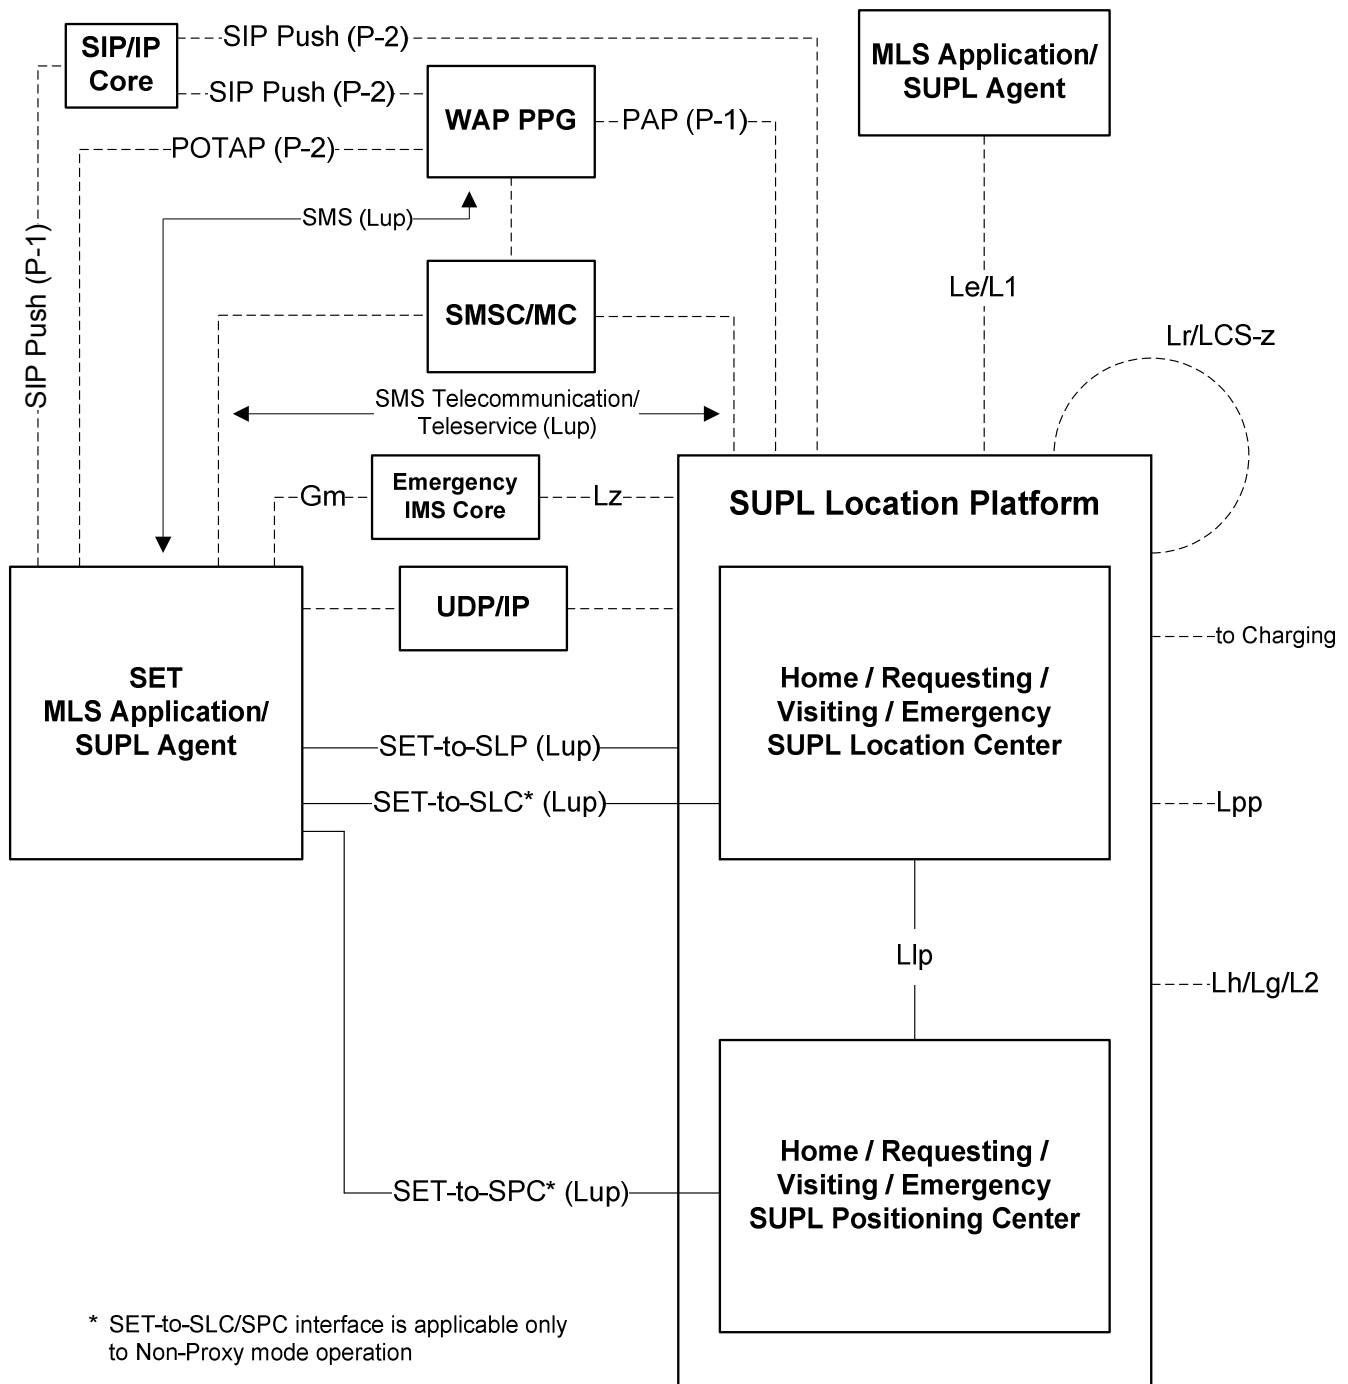 SIP Push (P-2)
SIP/IP
Core
MLS Application/
SUPL Agent
SIP Push (P-2)
WAP PPG
PAP (P-1)
POTAP (P-2)
SMS (Lup)
SIP Push (P-1)
Le/L1
SMSC/MC
Lr/LCS-z
SMS Telecommunication/
Teleservice (Lup)
Gm
Emergency
IMS Core
Lz
SUPL Location Platform
UDP/IP
to Charging
SET
MLS Application/
SUPL Agent
Home / Requesting /
Visiting / Emergency
SUPL Location Center
SET-to-SLP (Lup)
SET-to-SLC* (Lup)
Lpp
Llp
Lh/Lg/L2
Home / Requesting /
Visiting / Emergency
SUPL Positioning Center
SET-to-SPC* (Lup)
* SET-to-SLC/SPC interface is applicable only
to Non-Proxy mode operation